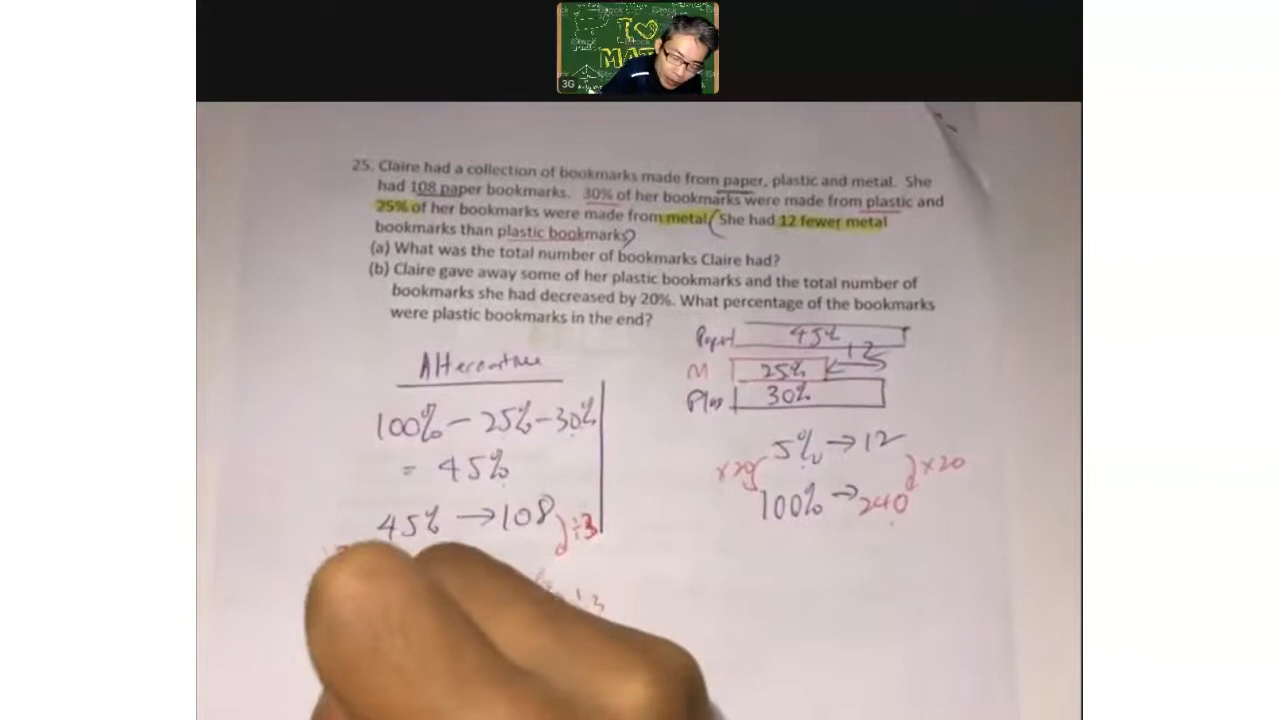 I ♡
MAT
3G
25. Claire had a collection of bookmarks made from paper, plastic and metal. She
had 108 paper bookmarks. 30% of her bookmarks were made from plastic and
25% of her bookmarks were made from metal. She had 12 fewer metal
bookmarks than plastic bookmarks.
(a) What was the total number of bookmarks Claire had?
(b) Claire gave away some of her plastic bookmarks and the total number of
bookmarks she had decreased by 20%. What percentage of the bookmarks
were plastic bookmarks in the end?
45%
12
M 25%
Plas 30%
Alternative
100% - 25% - 30%
= 45%
45% → 108 ÷3
÷3
5% → 12
×20 ×20
100% → 240